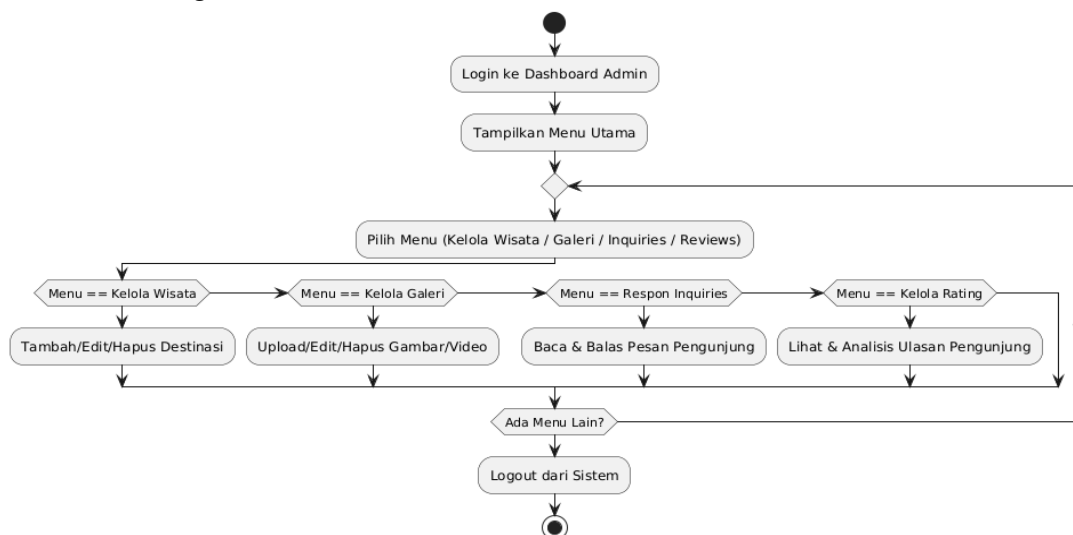 Login ke Dashboard Admin
Tampilkan Menu Utama
Pilih Menu (Kelola Wisata / Galeri / Inquiries / Reviews)
Menu == Kelola Wisata
Menu == Kelola Galeri
Menu == Respon Inquiries
Menu == Kelola Rating
Tambah/Edit/Hapus Destinasi
Upload/Edit/Hapus Gambar/Video
Baca & Balas Pesan Pengunjung
Lihat & Analisis Ulasan Pengunjung
Ada Menu Lain?
Logout dari Sistem